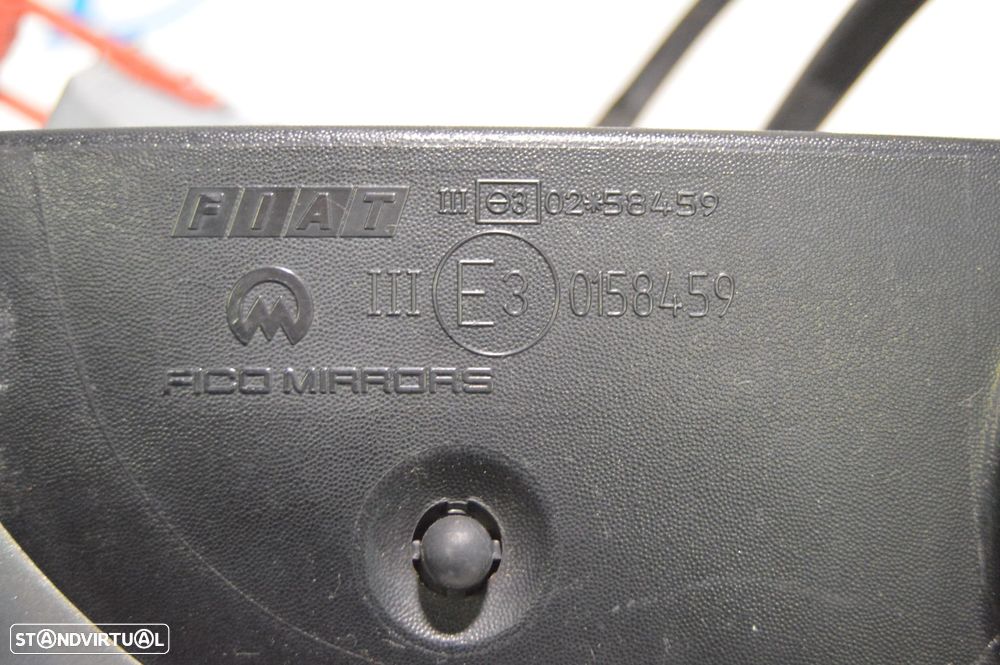 FIAT III e3 02*58459
III E3 0158459
FICO MIRRORS
STANDVIRTUAL